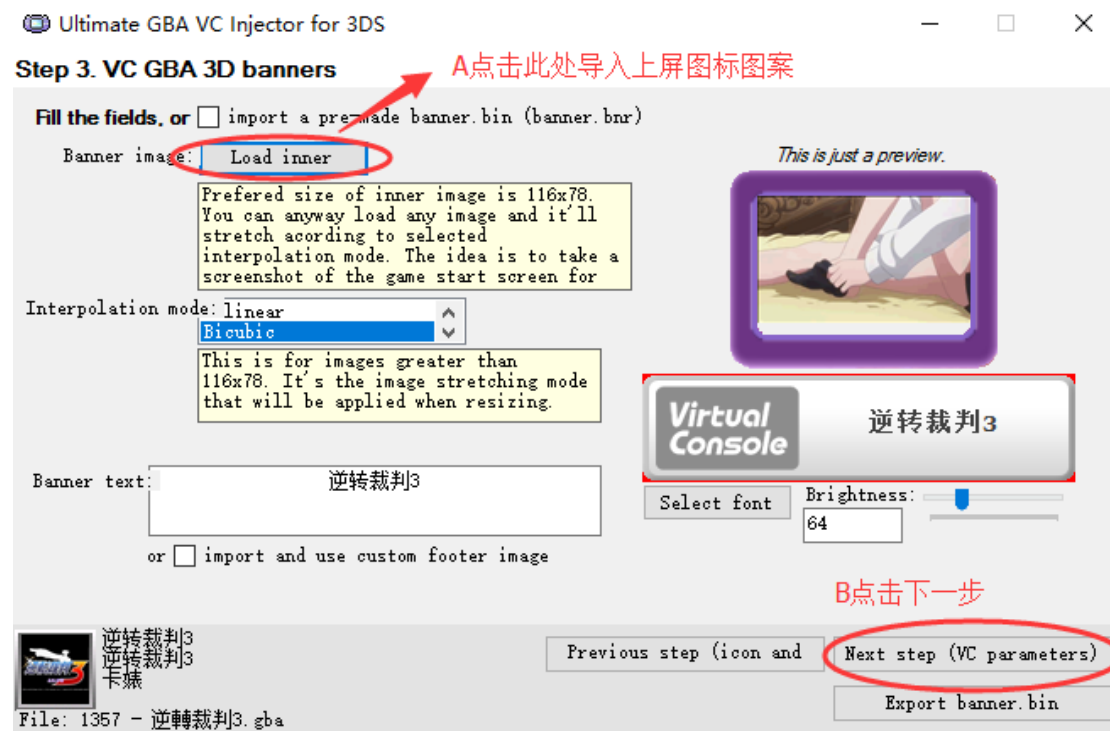 Ultimate GBA VC Injector for 3DS
Step 3. VC GBA 3D banners
A点击此处导入上屏图标图案
Fill the fields, or import a pre-made banner.bin (banner.bnr)
Banner image: Load inner
This is just a preview.
Prefered size of inner image is 116x78.
You can anyway load any image and it'll
stretch acording to selected
interpolation mode. The idea is to take a
screenshot of the game start screen for
Interpolation mode: linear
Bicubic
This is for images greater than
116x78. It's the image stretching mode
that will be applied when resizing.
Virtual
Console
逆转裁判3
Banner text: 逆转裁判3
Select font
Brightness:
64
or import and use custom footer image
B点击下一步
逆转裁判3
逆转裁判3
卡婊
Previous step (icon and
Next step (VC parameters)
Export banner.bin
File: 1357 - 逆轉裁判3.gba